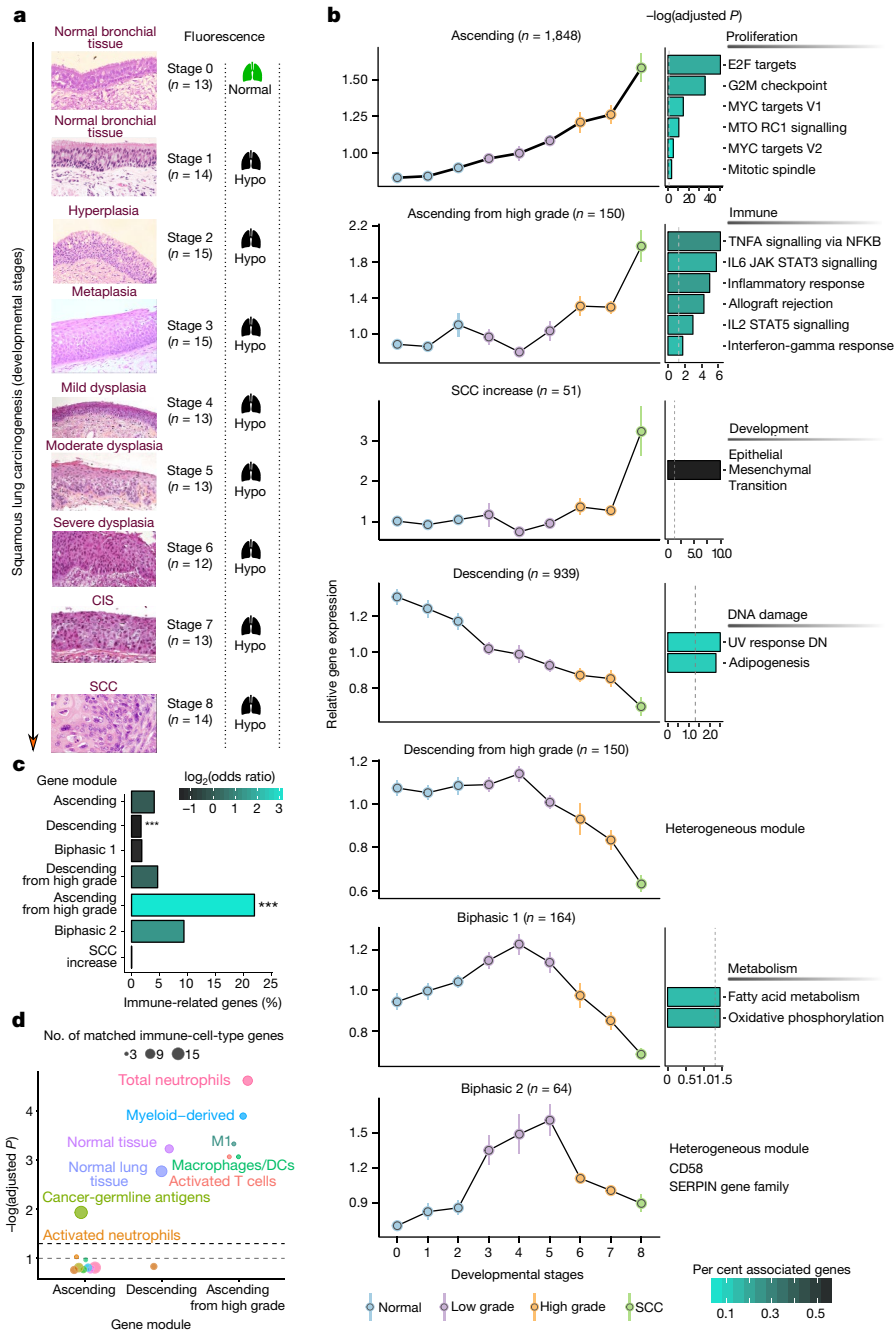 a
Normal bronchial
tissue
Fluorescence
Stage 0
(n = 13)
Normal
Normal bronchial
tissue
Stage 1
(n = 14)
Hypo
Hyperplasia
Stage 2
(n = 15)
Hypo
Metaplasia
Stage 3
(n = 15)
Hypo
Mild dysplasia
Stage 4
(n = 13)
Hypo
Moderate dysplasia
Stage 5
(n = 13)
Hypo
Severe dysplasia
Stage 6
(n = 12)
Hypo
CIS
Stage 7
(n = 13)
Hypo
SCC
Stage 8
(n = 14)
Hypo
Squamous lung carcinogenesis (developmental stages)
b
–log(adjusted P)
Relative gene expression
Ascending (n = 1,848)
1.50
1.25
1.00
Proliferation
E2F targets
G2M checkpoint
MYC targets V1
MTO RC1 signalling
MYC targets V2
Mitotic spindle
0 20 40
Ascending from high grade (n = 150)
2.2
1.8
1.4
1.0
Immune
TNFA signalling via NFKB
IL6 JAK STAT3 signalling
Inflammatory response
Allograft rejection
IL2 STAT5 signalling
Interferon-gamma response
0 2 4 6
SCC increase (n = 51)
3
2
1
Development
Epithelial
Mesenchymal
Transition
0 5.0 10.0
Descending (n = 939)
1.2
1.0
0.8
DNA damage
UV response DN
Adipogenesis
0 1.0 2.0
Descending from high grade (n = 150)
1.2
1.0
0.8
0.6
Heterogeneous module
Biphasic 1 (n = 164)
1.2
1.0
0.8
Metabolism
Fatty acid metabolism
Oxidative phosphorylation
0 0.51.01.5
Biphasic 2 (n = 64)
1.5
1.2
0.9
Heterogeneous module
CD58
SERPIN gene family
0 1 2 3 4 5 6 7 8
Developmental stages
Normal Low grade High grade SCC
Per cent associated genes
0.1 0.3 0.5
c
Gene module
log2(odds ratio)
–1 0 1 2 3
Ascending
Descending ***
Biphasic 1
Descending
from high grade
Ascending
from high grade ***
Biphasic 2
SCC
increase
0 5 10 15 20 25
Immune-related genes (%)
d
No. of matched immune-cell-type genes
3 9 15
–log(adjusted P)
4
3
2
1
Total neutrophils
Myeloid–derived
Normal tissue
M1
Normal lung
tissue
Macrophages/DCs
Activated T cells
Cancer-germline antigens
Activated neutrophils
Ascending Descending Ascending
from high grade
Gene module